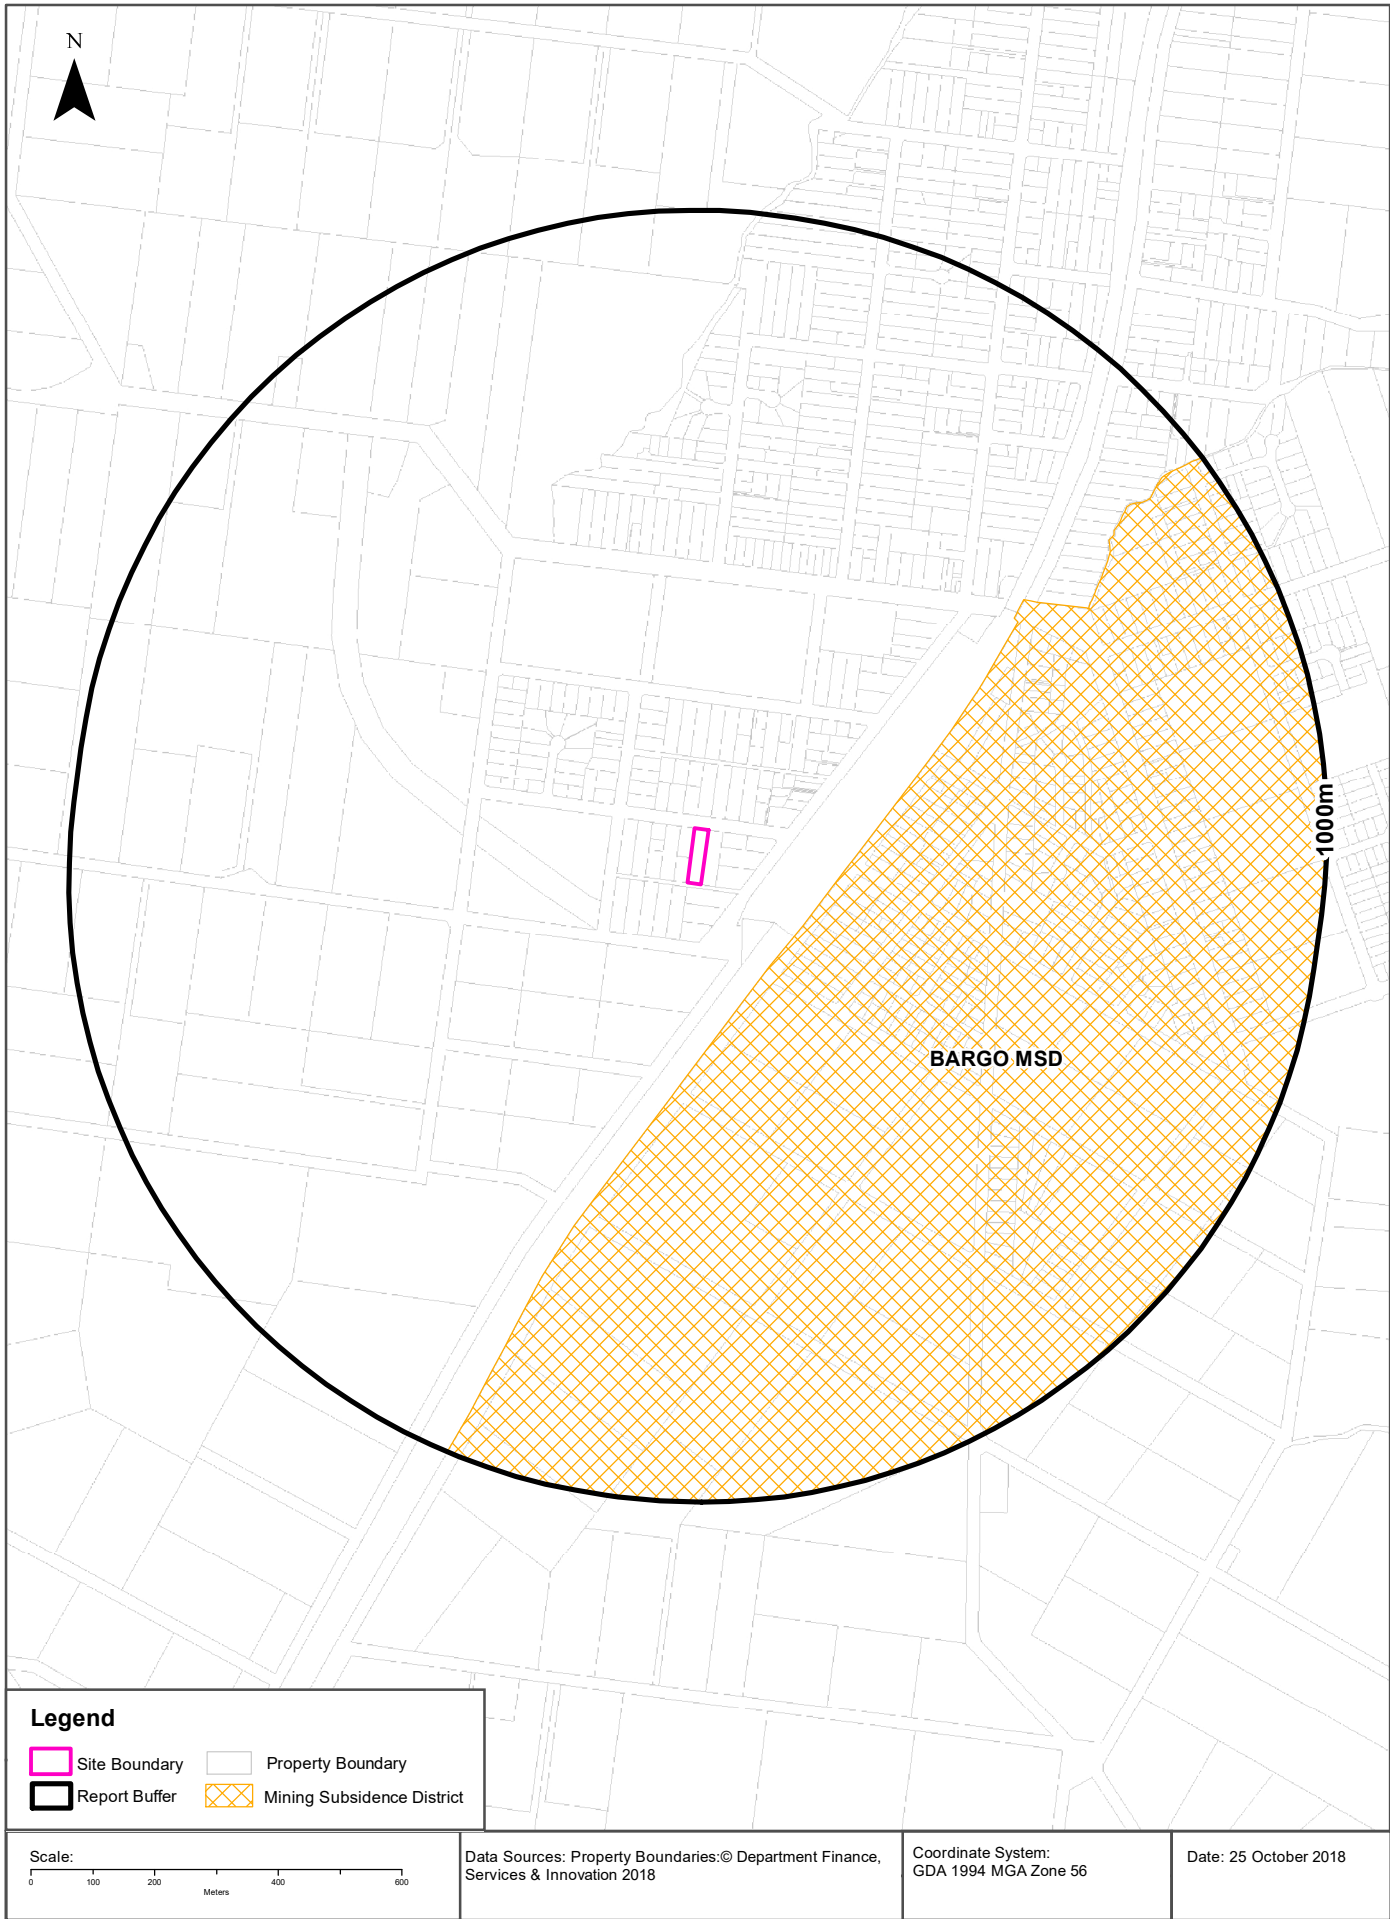 N
1000m
BARGO MSD
Legend
Site Boundary
Property Boundary
Report Buffer
Mining Subsidence District
Scale:
0 100 200 400 600
Meters
Data Sources: Property Boundaries:© Department Finance,
Services & Innovation 2018
Coordinate System:
GDA 1994 MGA Zone 56
Date: 25 October 2018